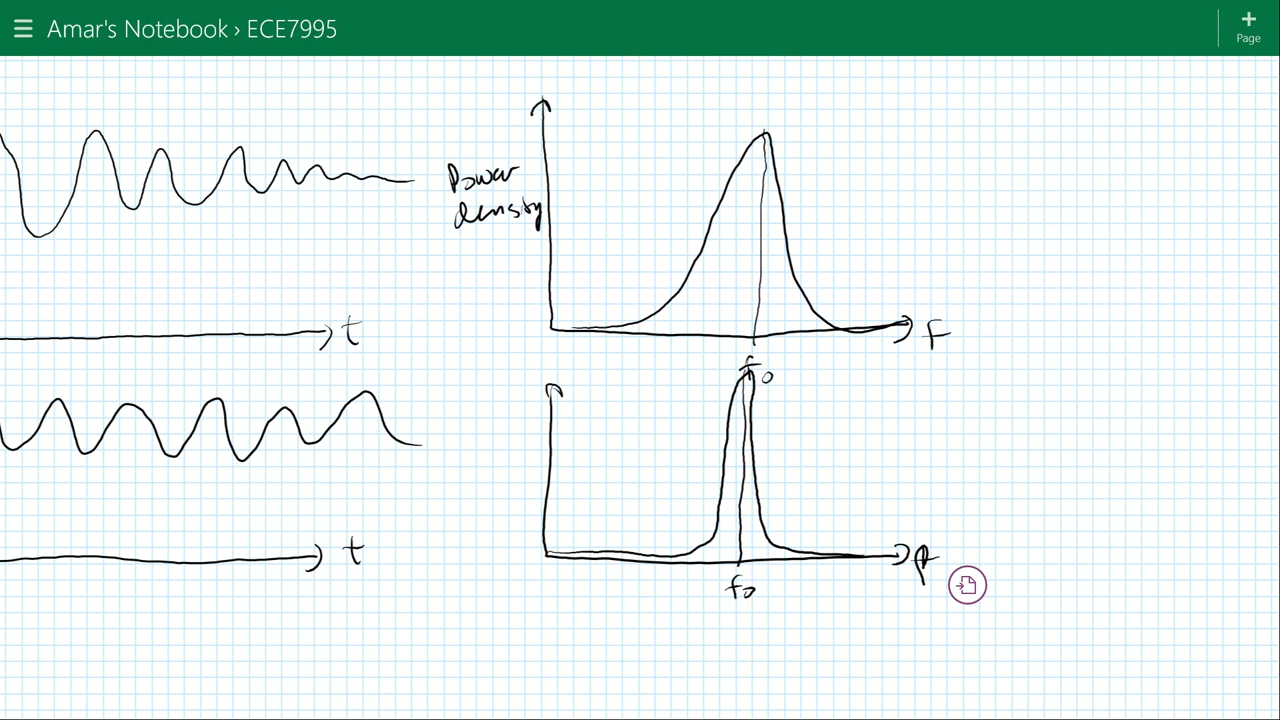 Amar's Notebook › ECE7995
Page
Power
density
t
f
f0
t
f
f0